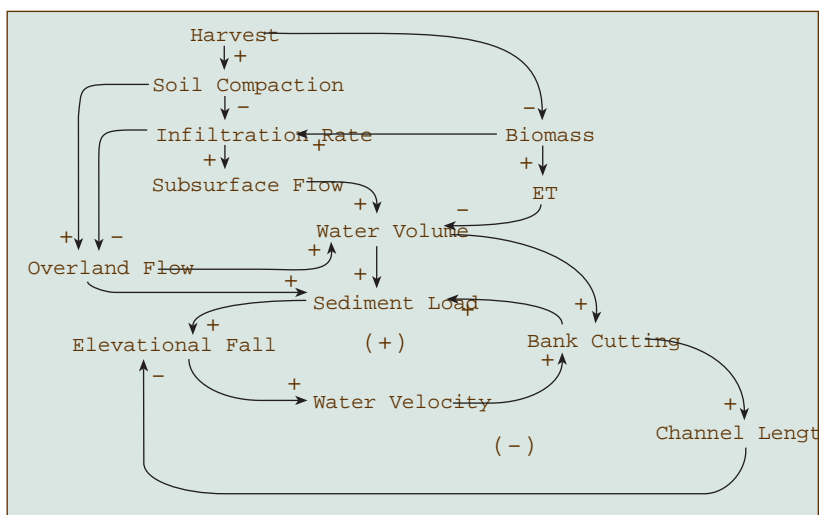 Harvest
+
Soil Compaction
−
−
Infiltration Rate
+
Biomass
+
+
Subsurface Flow
ET
+
−
Water Volume
+
−
+
Overland Flow
+
+
+
Sediment Load
+
+
(+)
Bank Cutting
Elevational Fall
+
−
+
Water Velocity
+
Channel Lengt
(−)